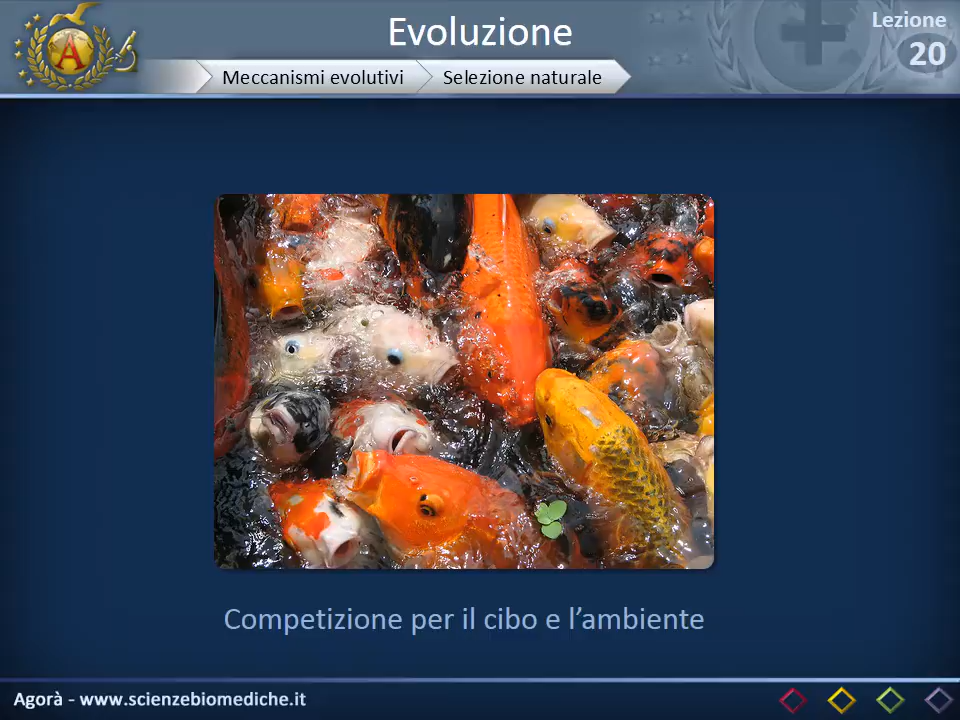 Evoluzione
Lezione
20
Meccanismi evolutivi
Selezione naturale
A
Competizione per il cibo e l'ambiente
Agorà - www.scienzebiomediche.it